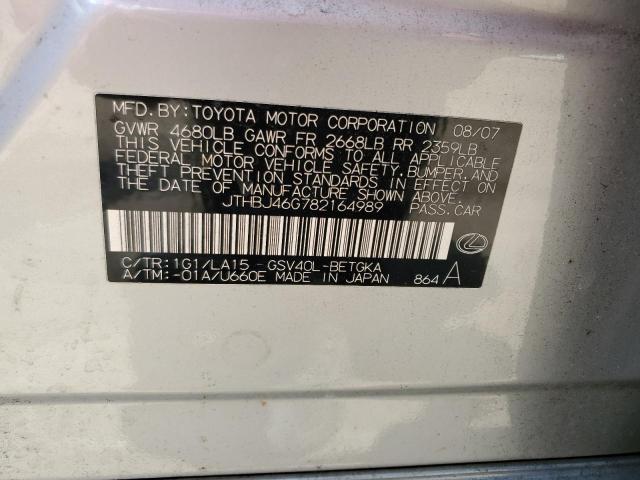 MFD.BY: TOYOTA MOTOR CORPORATION 08/07
GVWR 4680LB GAWR FR 2668LB RR 2359LB
THIS VEHICLE CONFORMS TO ALL APPLICABLE
FEDERAL MOTOR VEHICLE SAFETY, BUMPER, AND
THEFT PREVENTION STANDARDS IN EFFECT ON
THE DATE OF MANUFACTURE SHOWN ABOVE.
JTHBJ46G782164989 PASS.CAR
C/TR: 1G1/LA15 -GSV40L-BETGKA
A/TM: -01A/U660E MADE IN JAPAN 864 A